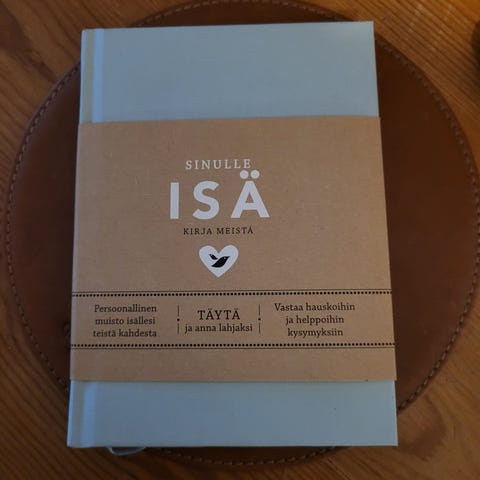 SINULLE
ISÄ
KIRJA MEISTÄ
Persoonallinen
muisto isällesi
teistä kahdesta
TÄYTÄ
ja anna lahjaksi
Vastaa hauskoihin
ja helppoihin
kysymyksiin